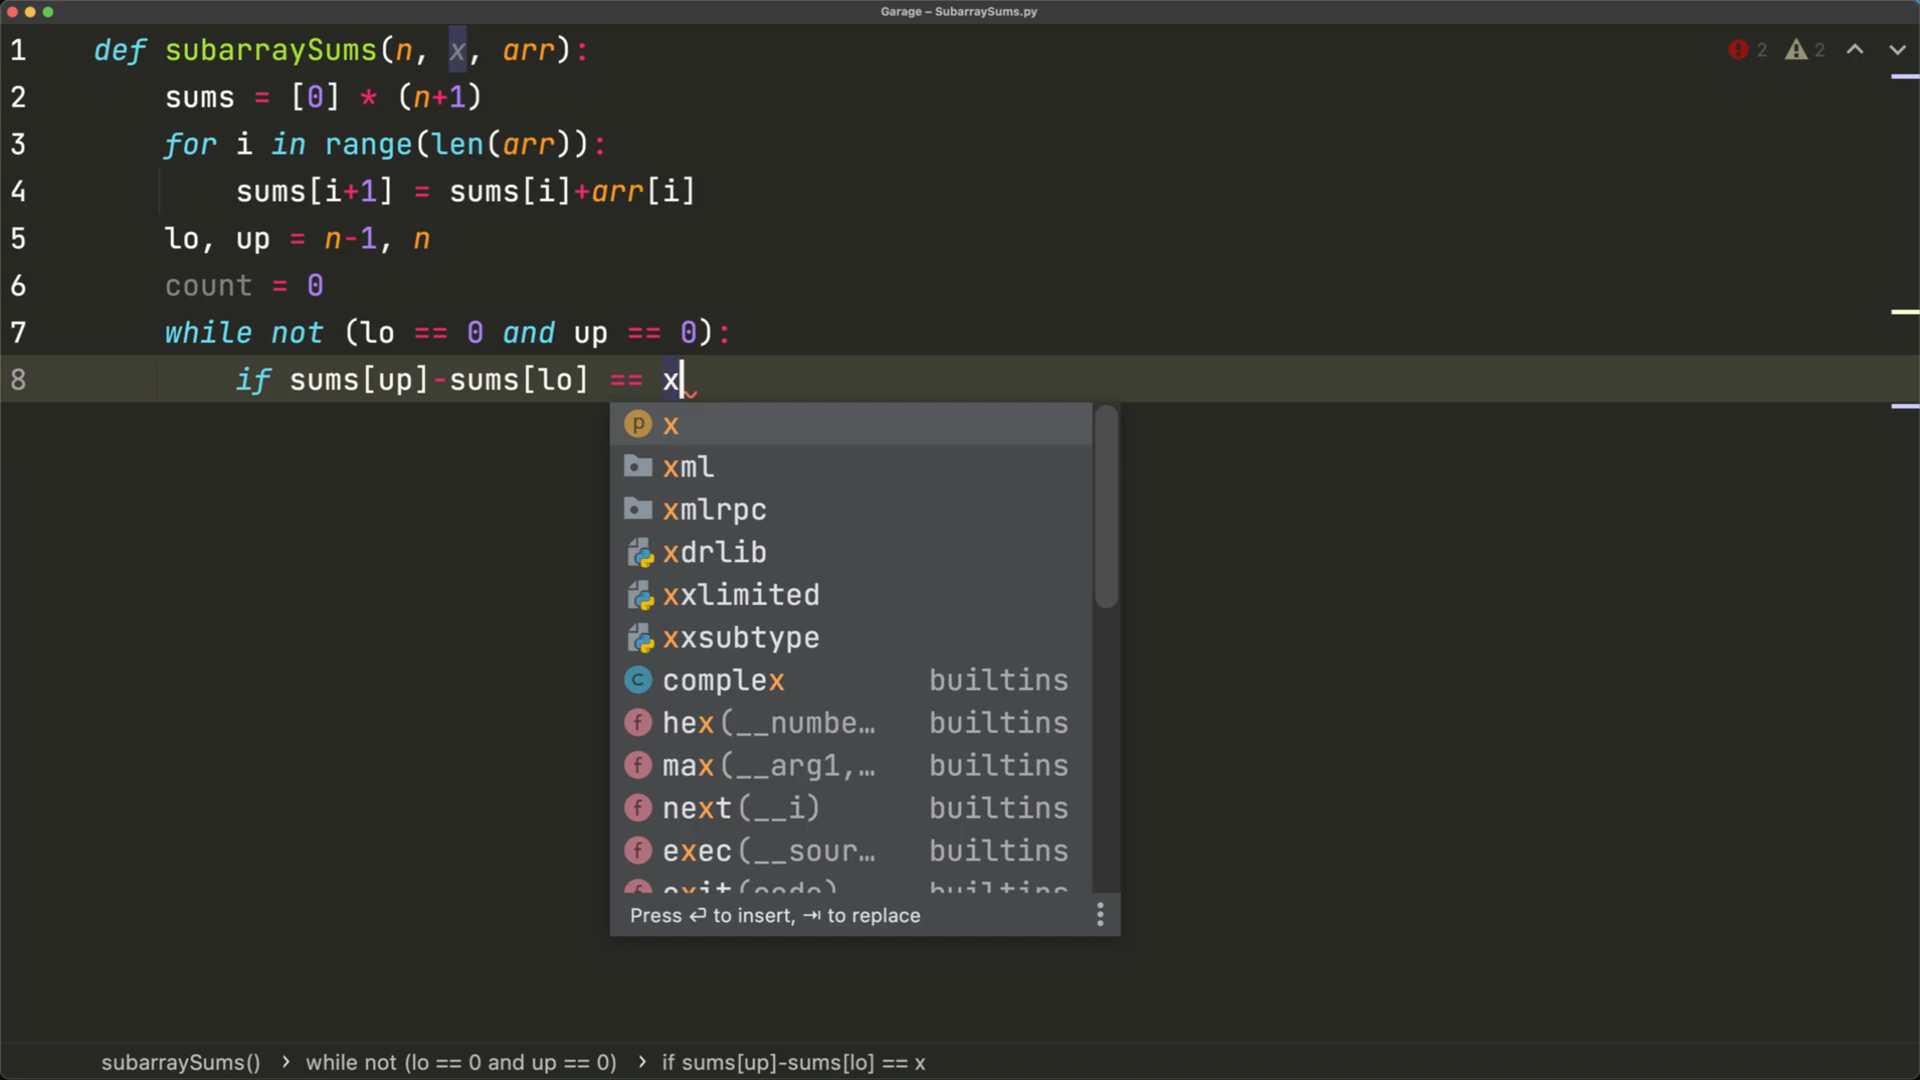 Garage – SubarraySums.py
1 def subarraySums(n, x, arr):
2 sums = [0] * (n+1)
3 for i in range(len(arr)):
4 sums[i+1] = sums[i]+arr[i]
5 lo, up = n-1, n
6 count = 0
7 while not (lo == 0 and up == 0):
8 if sums[up]-sums[lo] == x
2 2
p x
xml
xmlrpc
xdrlib
xxlimited
xxsubtype
c complex builtins
f hex(__numbe… builtins
f max(__arg1,… builtins
f next(__i) builtins
f exec(__sour… builtins
f exit(code) builtins
Press ↩ to insert, ⇥ to replace
subarraySums() › while not (lo == 0 and up == 0) › if sums[up]-sums[lo] == x